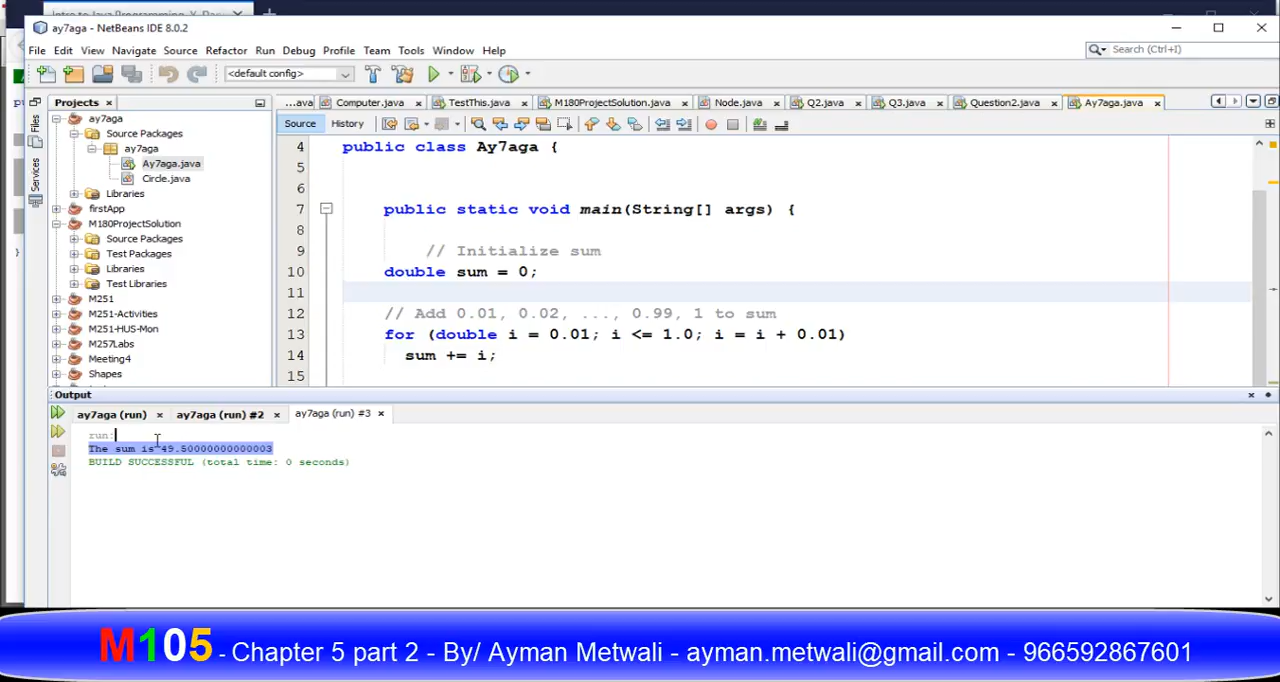 ay7aga - NetBeans IDE 8.0.2
File Edit View Navigate Source Refactor Run Debug Profile Team Tools Window Help
Search (Ctrl+I)
<default config>
Projects
...ava Computer.java TestThis.java M180ProjectSolution.java Node.java Q2.java Q3.java Question2.java Ay7aga.java
Files
Services
ay7aga
Source Packages
ay7aga
Ay7aga.java
Circle.java
Libraries
firstApp
M180ProjectSolution
Source Packages
Test Packages
Libraries
Test Libraries
M251
M251-Activities
M251-HUS-Mon
M257Labs
Meeting4
Shapes
Source History
4 public class Ay7aga {
5
6
7 public static void main(String[] args) {
8
9 // Initialize sum
10 double sum = 0;
11
12 // Add 0.01, 0.02, ..., 0.99, 1 to sum
13 for (double i = 0.01; i <= 1.0; i = i + 0.01)
14 sum += i;
15
Output
ay7aga (run) ay7aga (run) #2 ay7aga (run) #3
run:
The sum is 49.50000000000003
BUILD SUCCESSFUL (total time: 0 seconds)
M105 - Chapter 5 part 2 - By/ Ayman Metwali - ayman.metwali@gmail.com - 966592867601